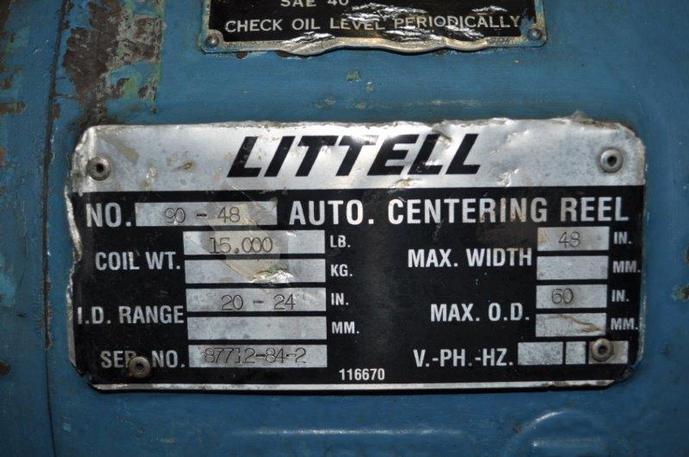 SAE 40
CHECK OIL LEVEL PERIODICALLY
LITTELL
NO. 90 - 48 AUTO. CENTERING REEL
COIL WT. 15,000 LB. MAX. WIDTH 48 IN.
KG. MM.
I.D. RANGE 20 - 24 IN. MAX. O.D. 60 IN.
MM. MM.
SER. NO. 87712-84-2 V.-PH.-HZ.
116670